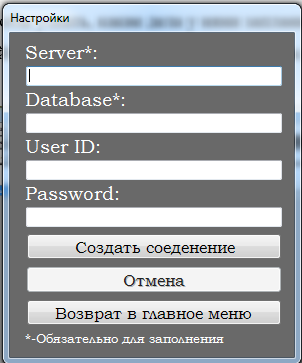 Настройки
Server*:
Database*:
User ID:
Password:
Создать соеденение
Отмена
Возврат в главное меню
*-Обязательно для заполнения